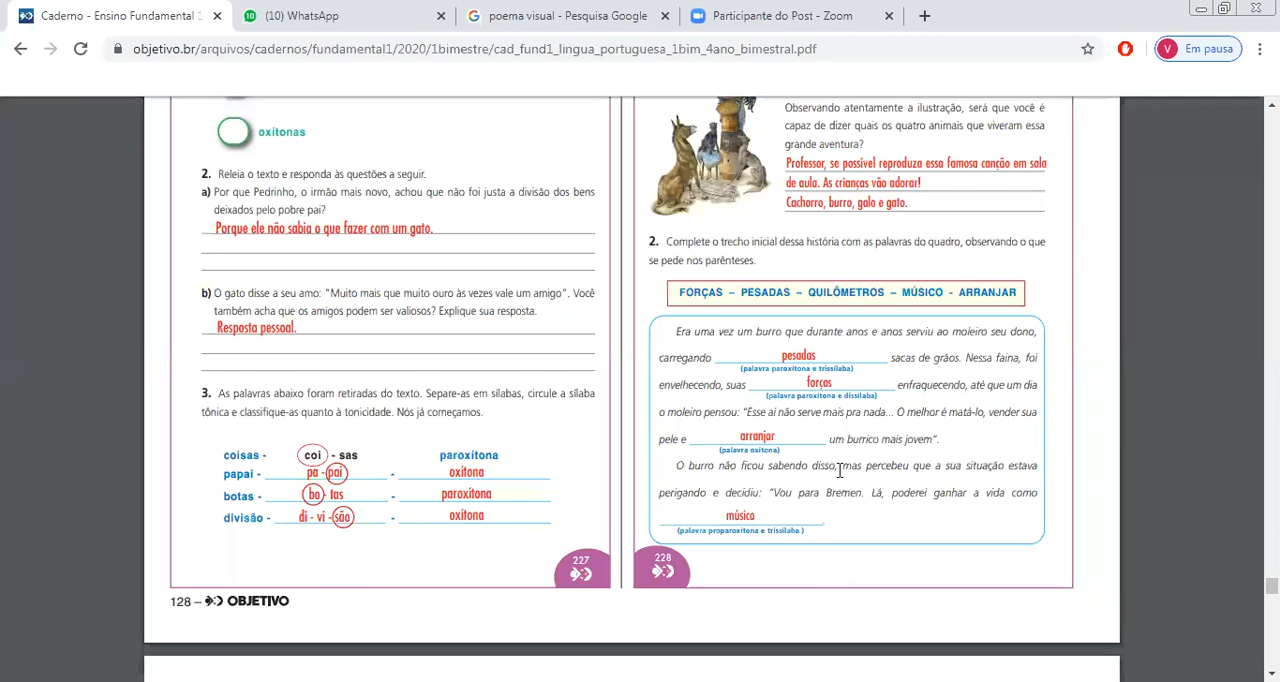 Caderno - Ensino Fundamental 1
(10) WhatsApp
poema visual - Pesquisa Google
Participante do Post - Zoom
objetivo.br/arquivos/cadernos/fundamental1/2020/1bimestre/cad_fund1_lingua_portuguesa_1bim_4ano_bimestral.pdf
V Em pausa
oxítonas
2. Releia o texto e responda às questões a seguir.
a) Por que Pedrinho, o irmão mais novo, achou que não foi justa a divisão dos bens
deixados pelo pobre pai?
Porque ele não sabia o que fazer com um gato.
b) O gato disse a seu amo: "Muito mais que muito ouro às vezes vale um amigo". Você
também acha que os amigos podem ser valiosos? Explique sua resposta.
Resposta pessoal.
3. As palavras abaixo foram retiradas do texto. Separe-as em sílabas, circule a sílaba
tônica e classifique-as quanto à tonicidade. Nós já começamos.
coisas - coi - sas paroxítona
papai - pa - pai - oxítona
botas - bo - tas - paroxítona
divisão - di - vi - são - oxítona
227
128 – OBJETIVO
Observando atentamente a ilustração, será que você é
capaz de dizer quais os quatro animais que viveram essa
grande aventura?
Professor, se possível reproduza essa famosa canção em sala
de aula. As crianças vão adorar!
Cachorro, burro, galo e gato.
2. Complete o trecho inicial dessa história com as palavras do quadro, observando o que
se pede nos parênteses.
FORÇAS – PESADAS – QUILÔMETROS – MÚSICO - ARRANJAR
Era uma vez um burro que durante anos e anos serviu ao moleiro seu dono,
carregando pesadas sacas de grãos. Nessa faina, foi
(palavra paroxítona e trissílaba)
envelhecendo, suas forças enfraquecendo, até que um dia
(palavra paroxítona e dissílaba)
o moleiro pensou: "Esse aí não serve mais pra nada... O melhor é matá-lo, vender sua
pele e arranjar um burrico mais jovem".
(palavra oxítona)
O burro não ficou sabendo disso, mas percebeu que a sua situação estava
perigando e decidiu: "Vou para Bremen. Lá, poderei ganhar a vida como
músico.
(palavra proparoxítona e trissílaba )
228